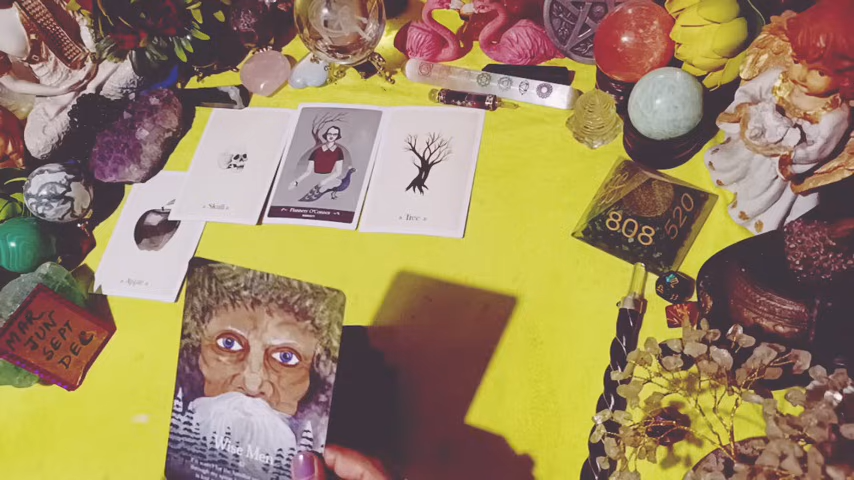 Skull
Flannery O'Connor
Tree
Apple
808 520
MAR
JUN
SEPT
DEC
Wise Men